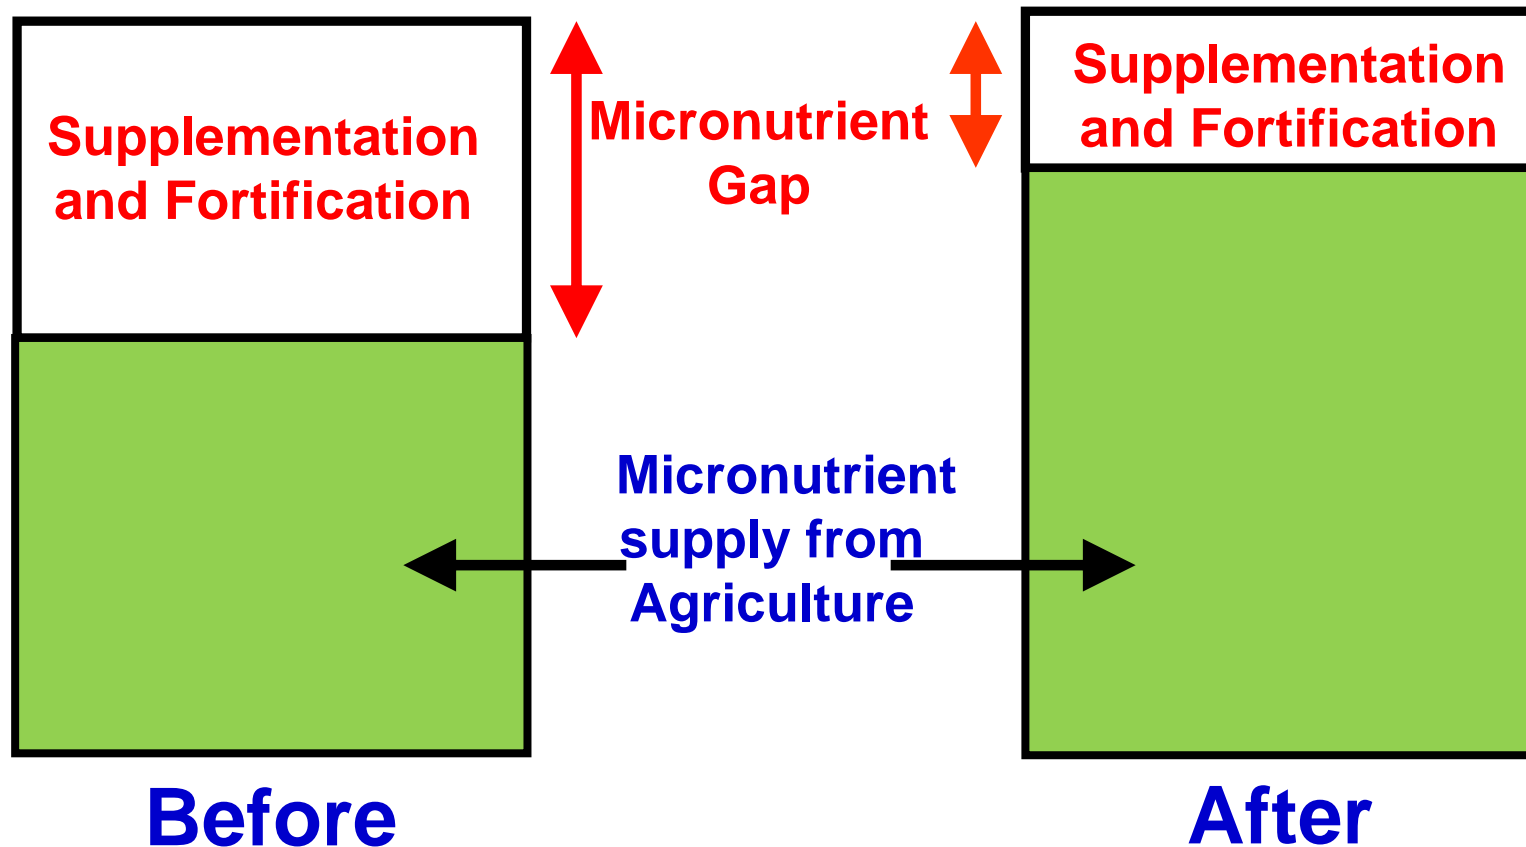 Supplementation
and Fortification
Micronutrient
Gap
Supplementation
and Fortification
Micronutrient
supply from
Agriculture
Before
After